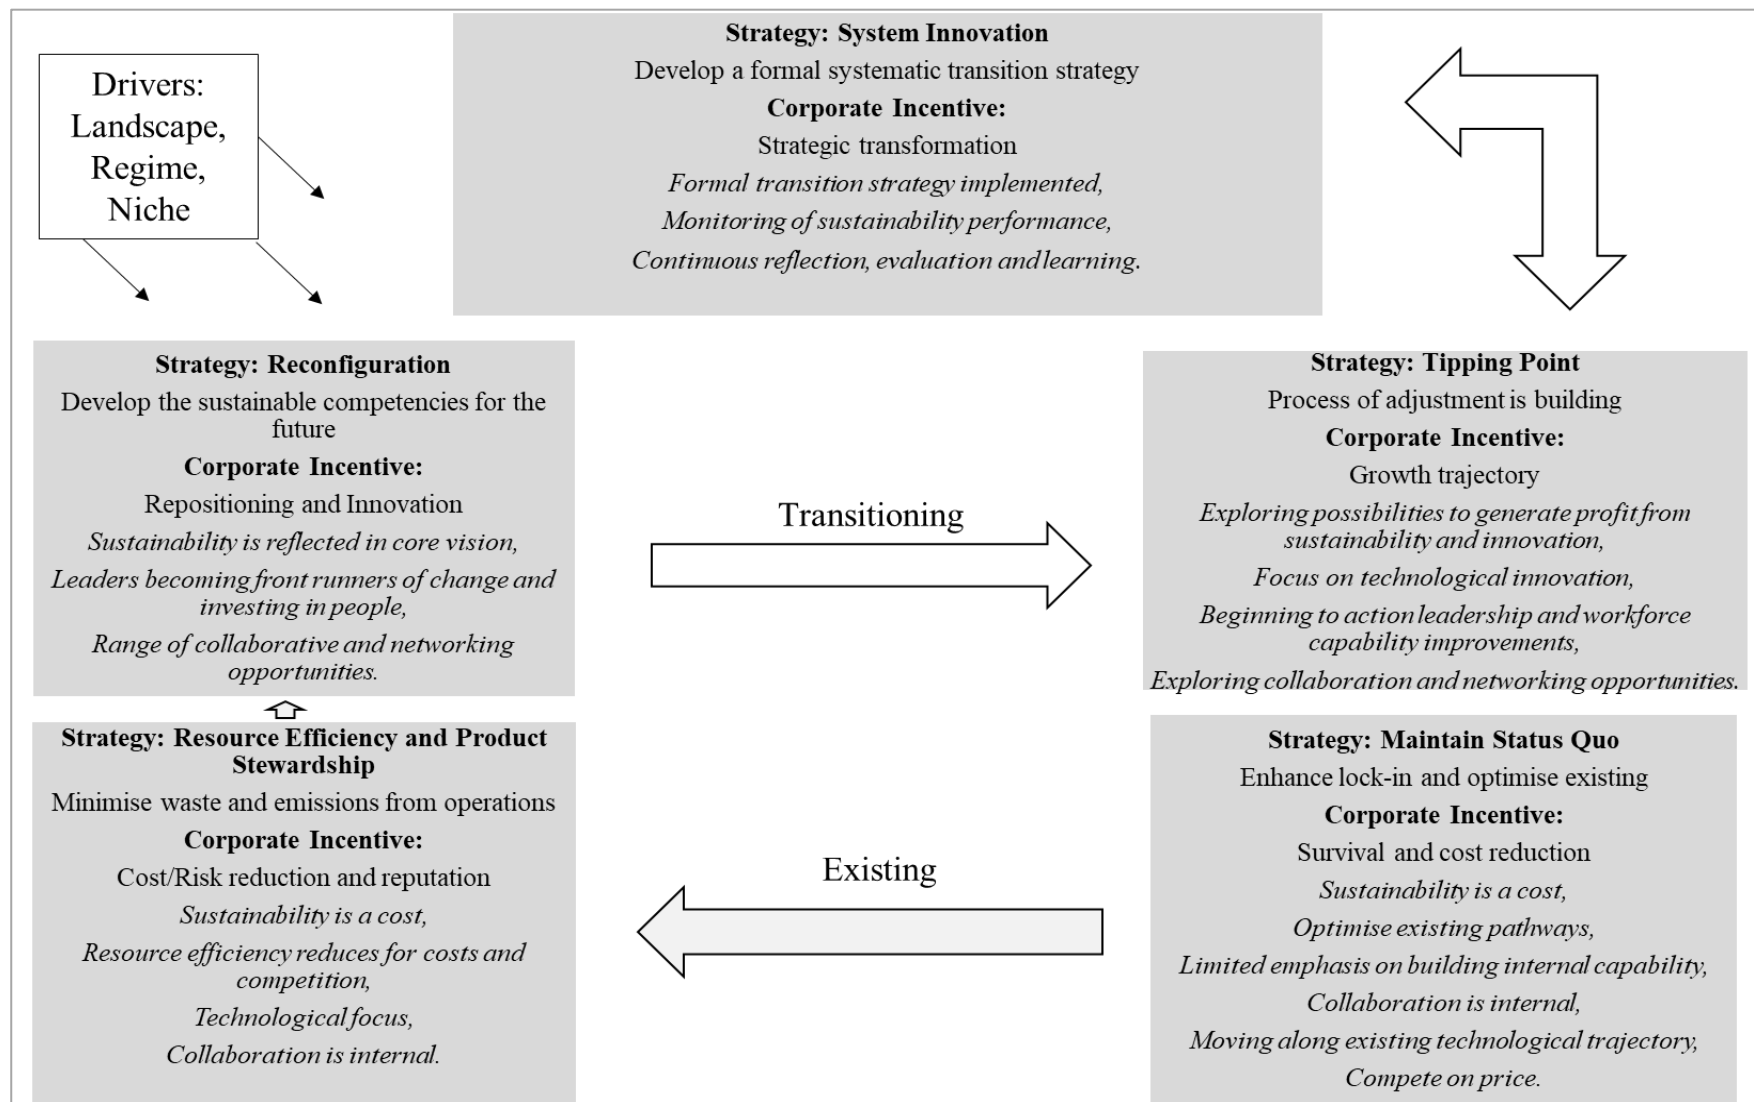 Drivers:
Landscape,
Regime,
Niche
Strategy: System Innovation
Develop a formal systematic transition strategy
Corporate Incentive:
Strategic transformation
Formal transition strategy implemented,
Monitoring of sustainability performance,
Continuous reflection, evaluation and learning.
Strategy: Reconfiguration
Develop the sustainable competencies for the
future
Corporate Incentive:
Repositioning and Innovation
Sustainability is reflected in core vision,
Leaders becoming front runners of change and
investing in people,
Range of collaborative and networking
opportunities.
Transitioning
Strategy: Tipping Point
Process of adjustment is building
Corporate Incentive:
Growth trajectory
Exploring possibilities to generate profit from
sustainability and innovation,
Focus on technological innovation,
Beginning to action leadership and workforce
capability improvements,
Exploring collaboration and networking opportunities.
Strategy: Resource Efficiency and Product
Stewardship
Minimise waste and emissions from operations
Corporate Incentive:
Cost/Risk reduction and reputation
Sustainability is a cost,
Resource efficiency reduces for costs and
competition,
Technological focus,
Collaboration is internal.
Existing
Strategy: Maintain Status Quo
Enhance lock-in and optimise existing
Corporate Incentive:
Survival and cost reduction
Sustainability is a cost,
Optimise existing pathways,
Limited emphasis on building internal capability,
Collaboration is internal,
Moving along existing technological trajectory,
Compete on price.